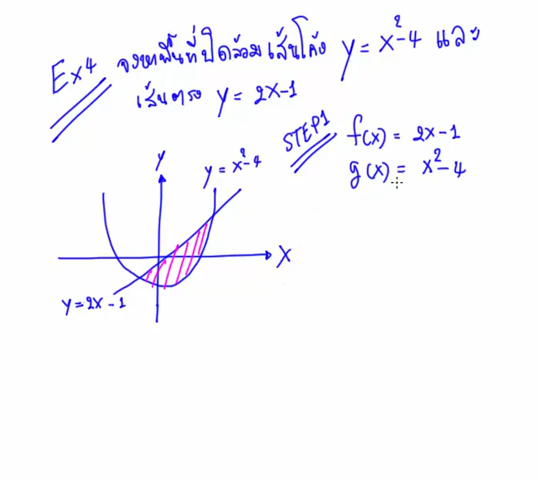 Ex4 จงหาพื้นที่ปิดล้อมเส้นโค้ง y = x²-4 และ
เส้นตรง y = 2x-1
STEP1 f(x) = 2x-1
g(x) = x²-4
y
y = x²-4
x
y = 2x-1